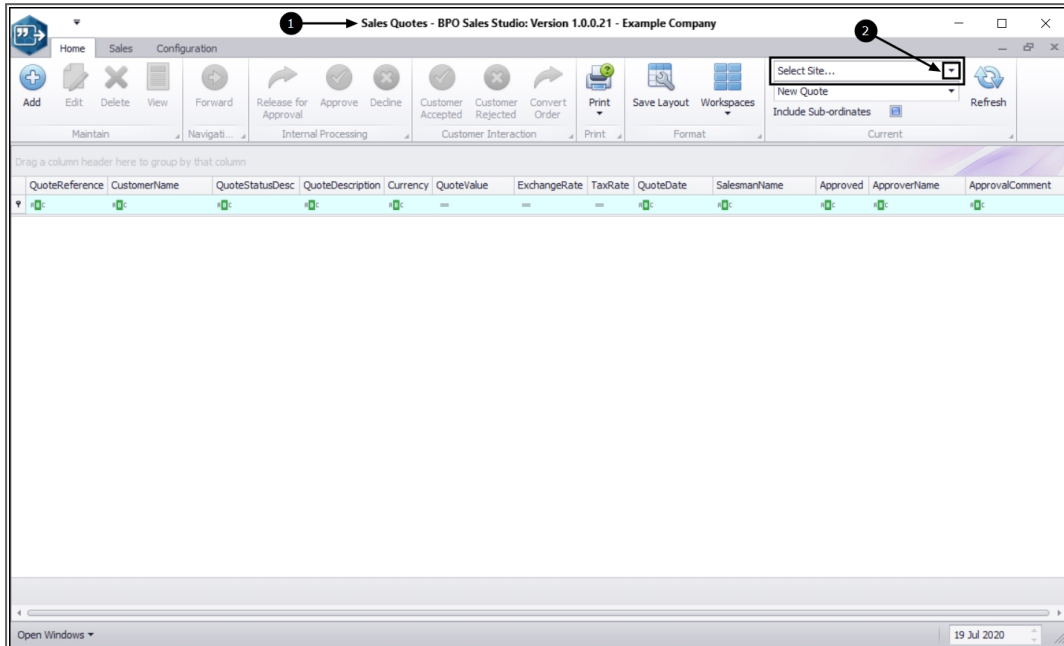 1
Sales Quotes - BPO Sales Studio: Version 1.0.0.21 - Example Company
2
Home Sales Configuration
Select Site...
New Quote
Include Sub-ordinates
Add Edit Delete View Forward Release for Approval Approve Decline Customer Accepted Customer Rejected Convert Order Print Save Layout Workspaces Refresh
Maintain Navigati... Internal Processing Customer Interaction Print Format Current
Drag a column header here to group by that column
QuoteReference CustomerName QuoteStatusDesc QuoteDescription Currency QuoteValue ExchangeRate TaxRate QuoteDate SalesmanName Approved ApproverName ApprovalComment
Open Windows 19 Jul 2020